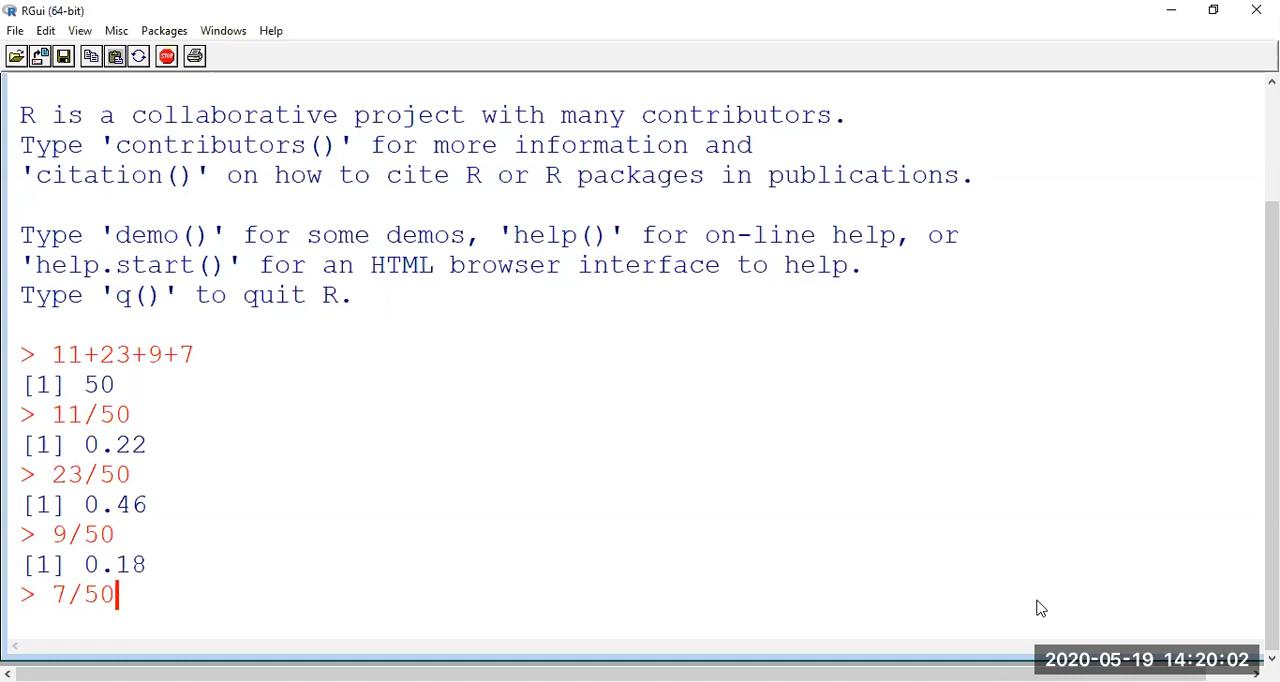 RGui (64-bit)
File Edit View Misc Packages Windows Help
STOP
R is a collaborative project with many contributors.
Type 'contributors()' for more information and
'citation()' on how to cite R or R packages in publications.
Type 'demo()' for some demos, 'help()' for on-line help, or
'help.start()' for an HTML browser interface to help.
Type 'q()' to quit R.
> 11+23+9+7
[1] 50
> 11/50
[1] 0.22
> 23/50
[1] 0.46
> 9/50
[1] 0.18
> 7/50
2020-05-19 14:20:02